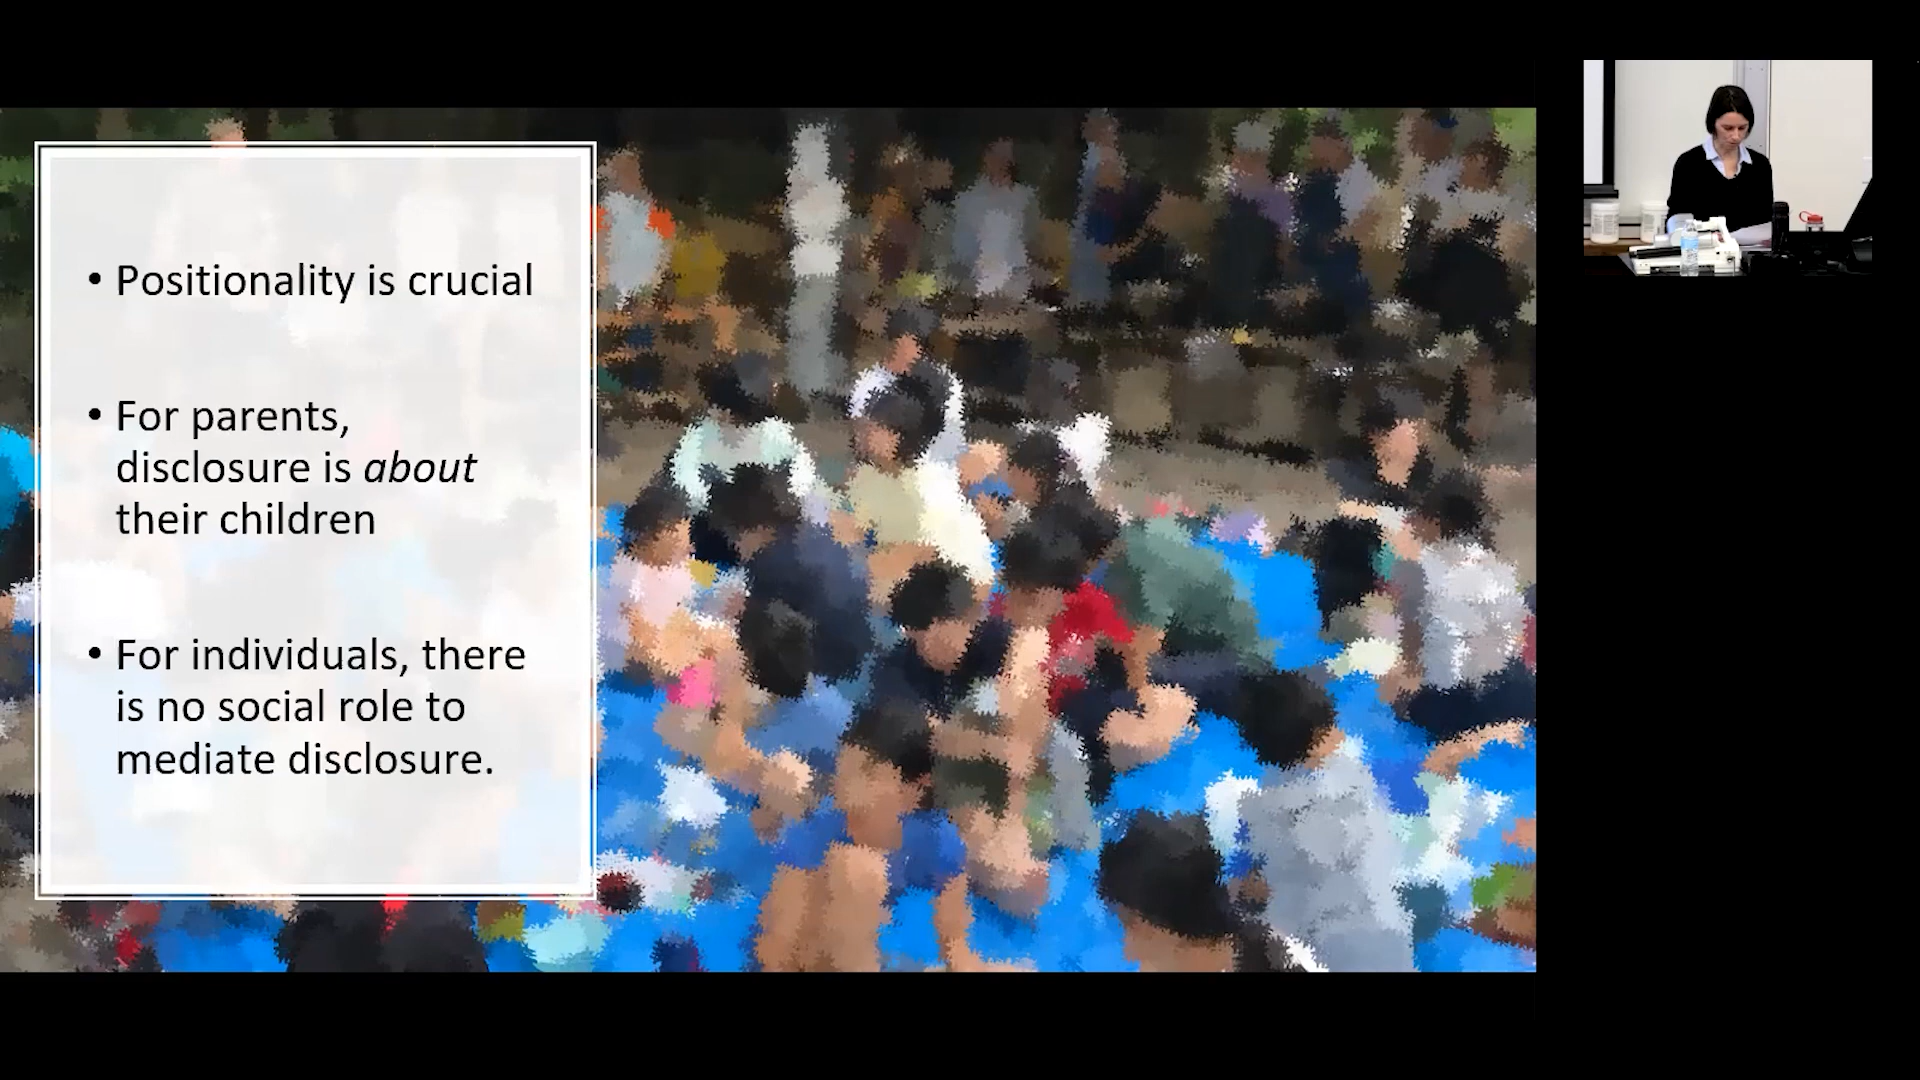 • Positionality is crucial
• For parents,
disclosure is about
their children
• For individuals, there
is no social role to
mediate disclosure.